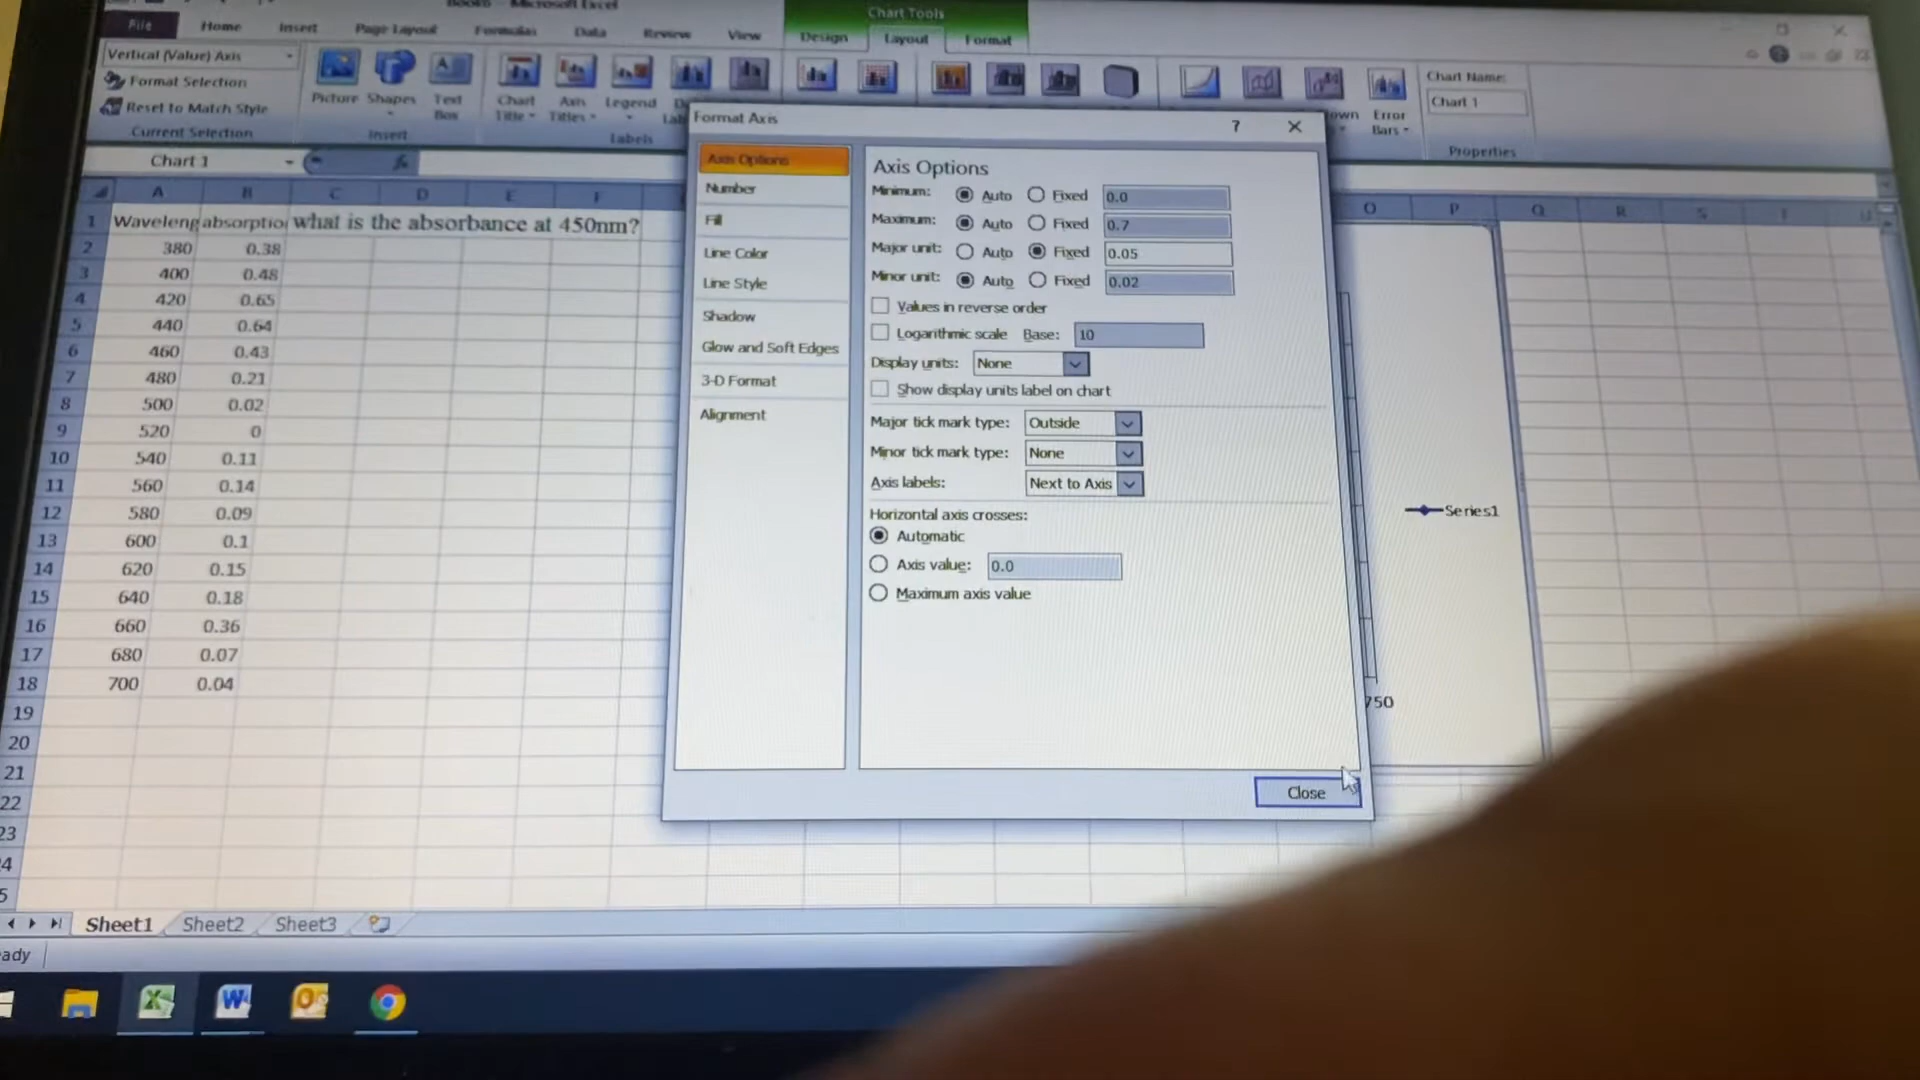 Microsoft Excel
Chart Tools
File Home Insert Page Layout Formulas Data Review View Design Layout Format
Vertical (Value) Axis
Format Selection
Reset to Match Style
Current Selection
Picture Shapes Text Box
Insert
Chart Title Axis Titles Legend
Labels
Error Bars
Chart Name:
Chart 1
Properties
Chart 1 fx
A B C D E F O P Q R S T U
1 Waveleng absorptio what is the absorbance at 450nm?
2 380 0.38
3 400 0.48
4 420 0.65
5 440 0.64
6 460 0.43
7 480 0.21
8 500 0.02
9 520 0
10 540 0.11
11 560 0.14
12 580 0.09
13 600 0.1
14 620 0.15
15 640 0.18
16 660 0.36
17 680 0.07
18 700 0.04
19
20
21
22
23
4
5
Format Axis ?
Axis Options
Number
Fill
Line Color
Line Style
Shadow
Glow and Soft Edges
3-D Format
Alignment
Axis Options
Minimum: Auto Fixed 0.0
Maximum: Auto Fixed 0.7
Major unit: Auto Fixed 0.05
Minor unit: Auto Fixed 0.02
Values in reverse order
Logarithmic scale Base: 10
Display units: None
Show display units label on chart
Major tick mark type: Outside
Minor tick mark type: None
Axis labels: Next to Axis
Horizontal axis crosses:
Automatic
Axis value: 0.0
Maximum axis value
Close
Series1
750
Sheet1 Sheet2 Sheet3
ady